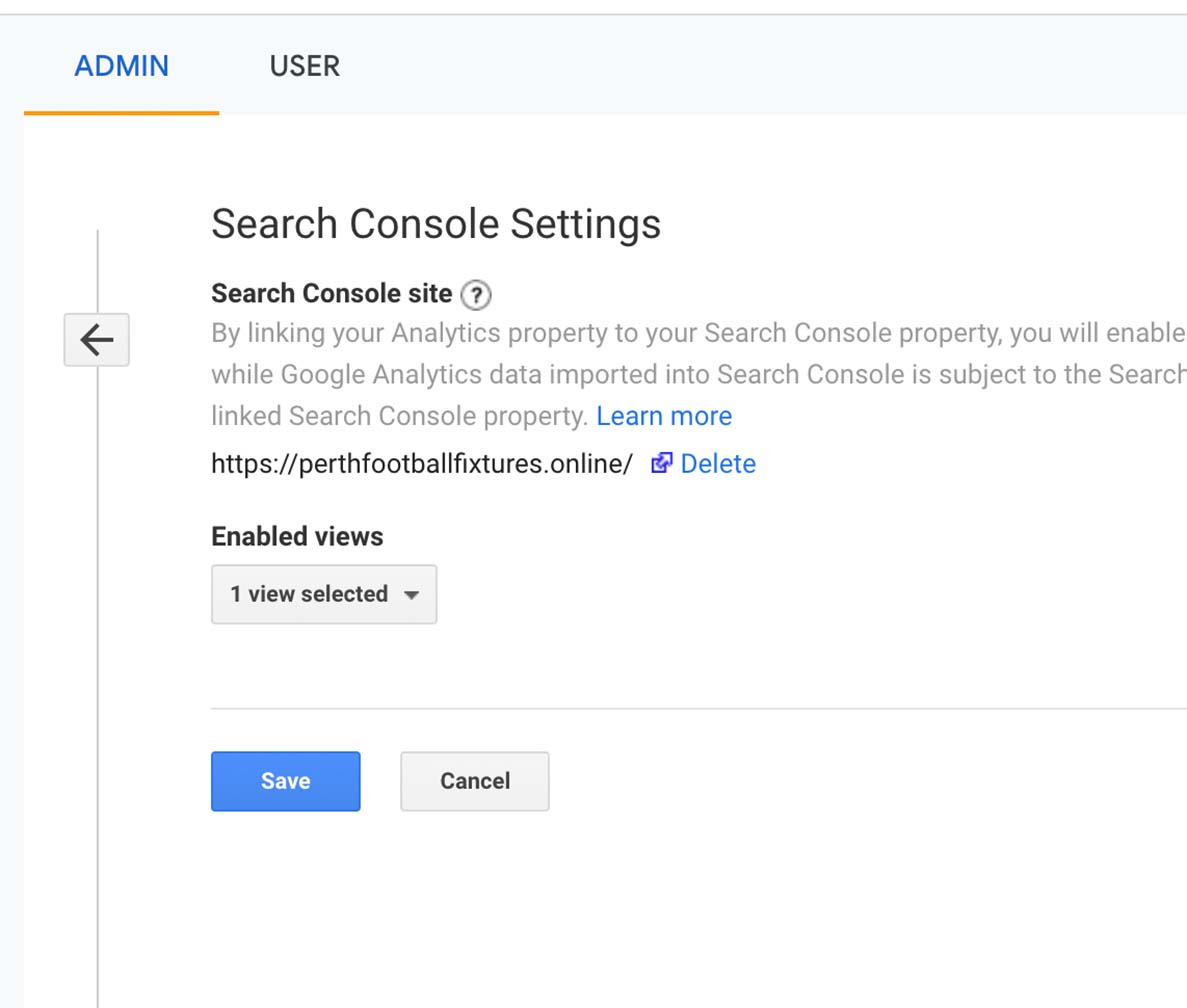 ADMIN USER
Search Console Settings
Search Console site ?
By linking your Analytics property to your Search Console property, you will enable
while Google Analytics data imported into Search Console is subject to the Search
linked Search Console property. Learn more
https://perthfootballfixtures.online/ Delete
Enabled views
1 view selected
Save Cancel